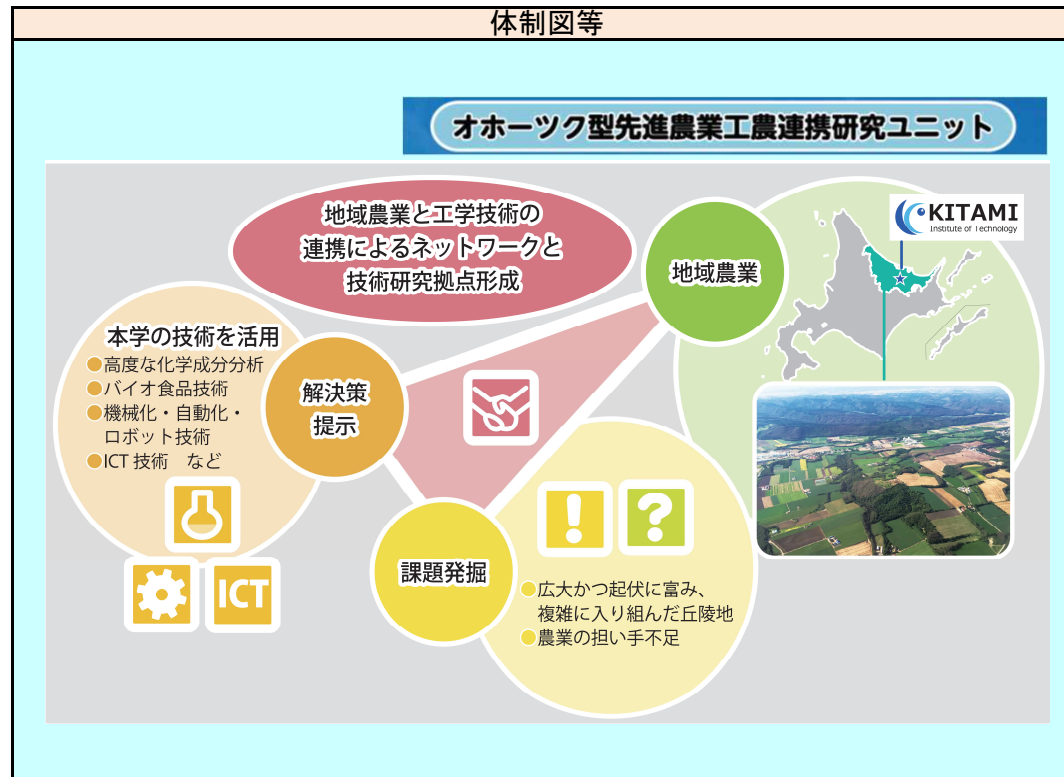 体制図等
オホーツク型先進農業工農連携研究ユニット
地域農業と工学技術の
連携によるネットワークと
技術研究拠点形成
地域農業
KITAMI
Institute of Technology
本学の技術を活用
●高度な化学成分分析
●バイオ食品技術
●機械化・自動化・
ロボット技術
●ICT 技術 など
解決策
提示
ICT
課題発掘
!
?
●広大かつ起伏に富み、
複雑に入り組んだ丘陵地
●農業の担い手不足